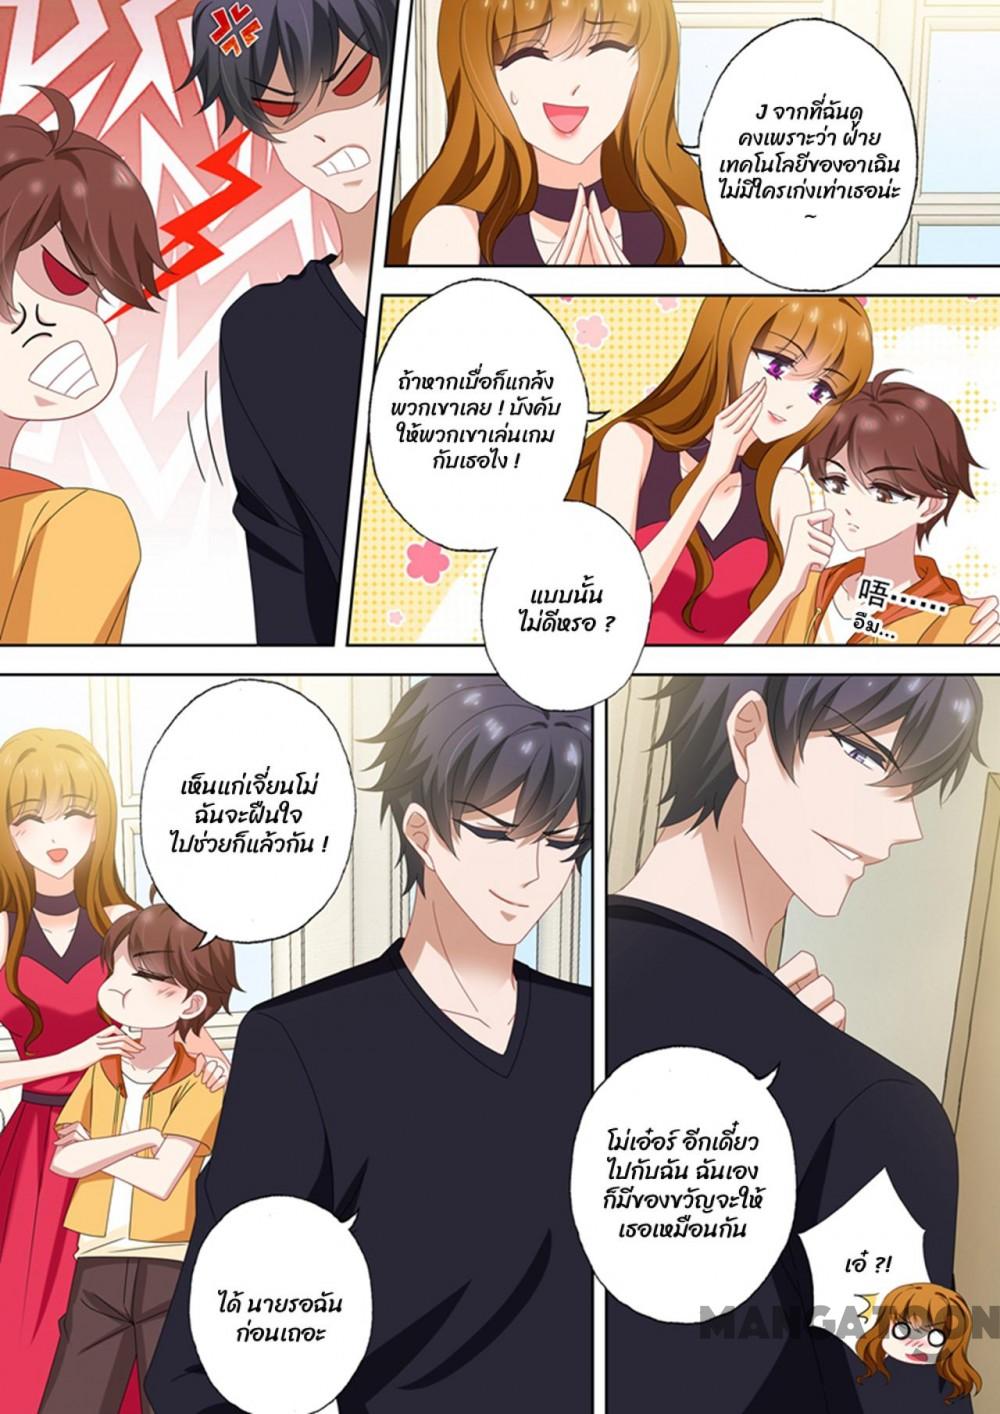 J จากที่ฉันดู
คงเพราะว่า ฝ่าย
เทคโนโลยีของอาเฉิน
ไม่มีใครเก่งเท่าเธอน่ะ
~
ถ้าหากเบื่อก็แกล้ง
พวกเขาเลย ! บังคับ
ให้พวกเขาเล่นเกม
กับเธอไง !
唔……
อืม...
แบบนั้น
ไม่ดีหรอ ?
เห็นแก่เจี่ยนโม่
ฉันจะฝืนใจ
ไปช่วยก็แล้วกัน !
ได้ นายรอฉัน
ก่อนเถอะ
โม่เอ๋อร์ อีกเดี๋ยว
ไปกับฉัน ฉันเอง
ก็มีของขวัญจะให้
เธอเหมือนกัน
เอ๋ ?!
MANGATOON